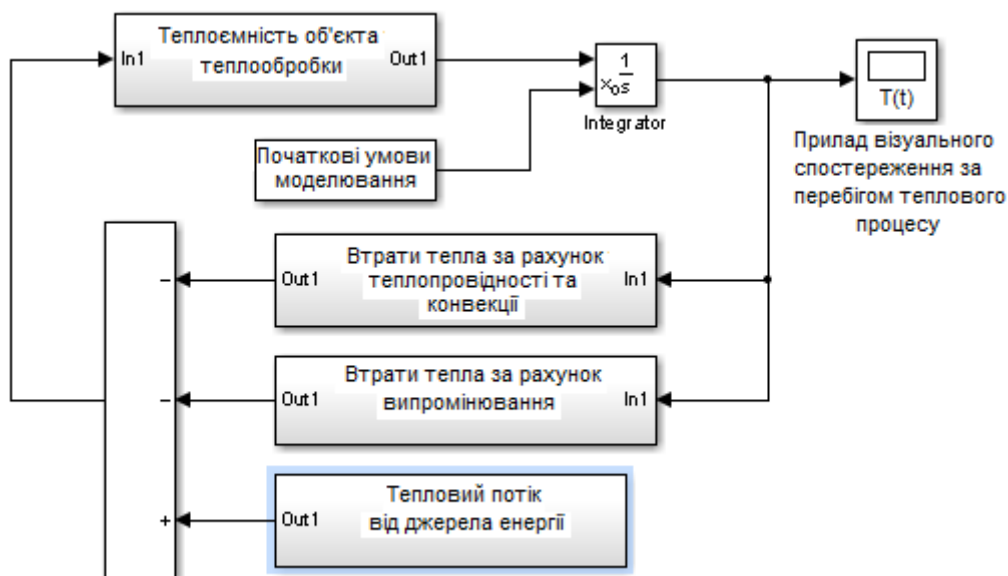 Теплоємність об'єкта
теплообробки
In1
Out1
1
xo s
Integrator
T(t)
Прилад візуального
спостереження за
перебігом теплового
процесу
Початкові умови
моделювання
Втрати тепла за рахунок
теплопровідності та
конвекції
Out1
In1
−
Втрати тепла за рахунок
випромінювання
Out1
In1
−
Тепловий потік
від джерела енергії
Out1
+